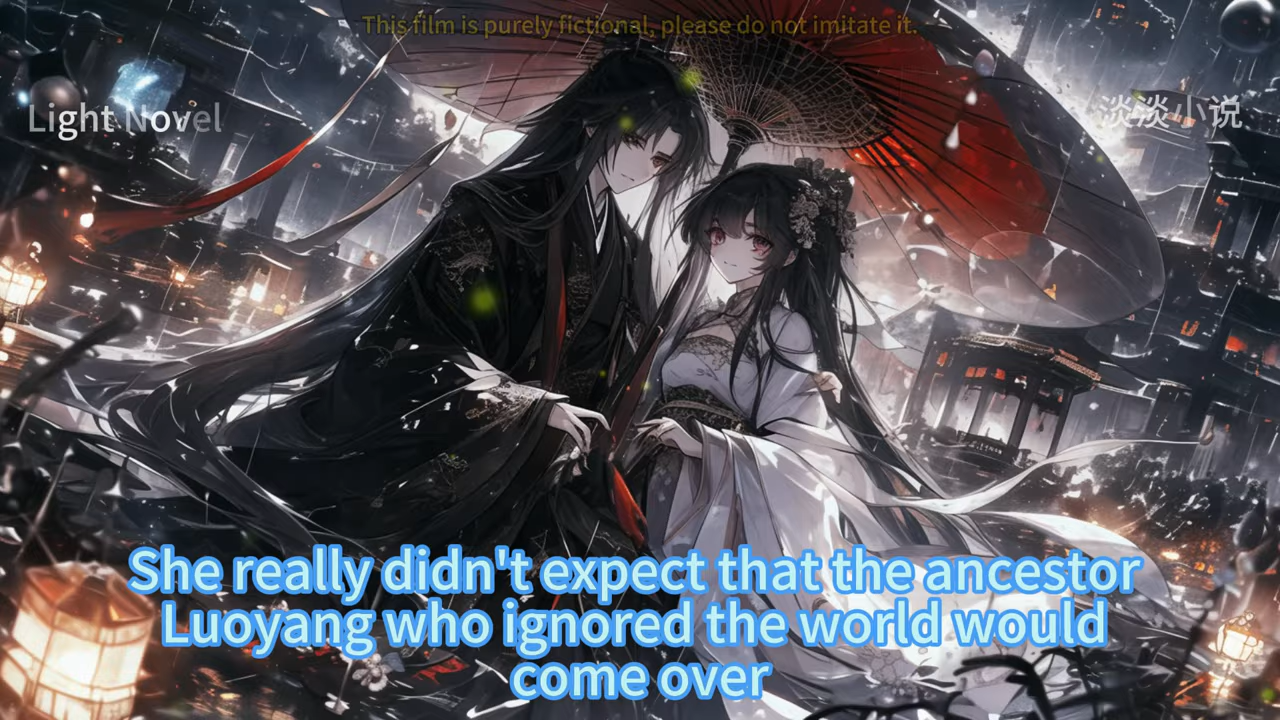 This film is purely fictional, please do not imitate it.
Light Novel
淡淡小说
She really didn't expect that the ancestor
Luoyang who ignored the world would
come over